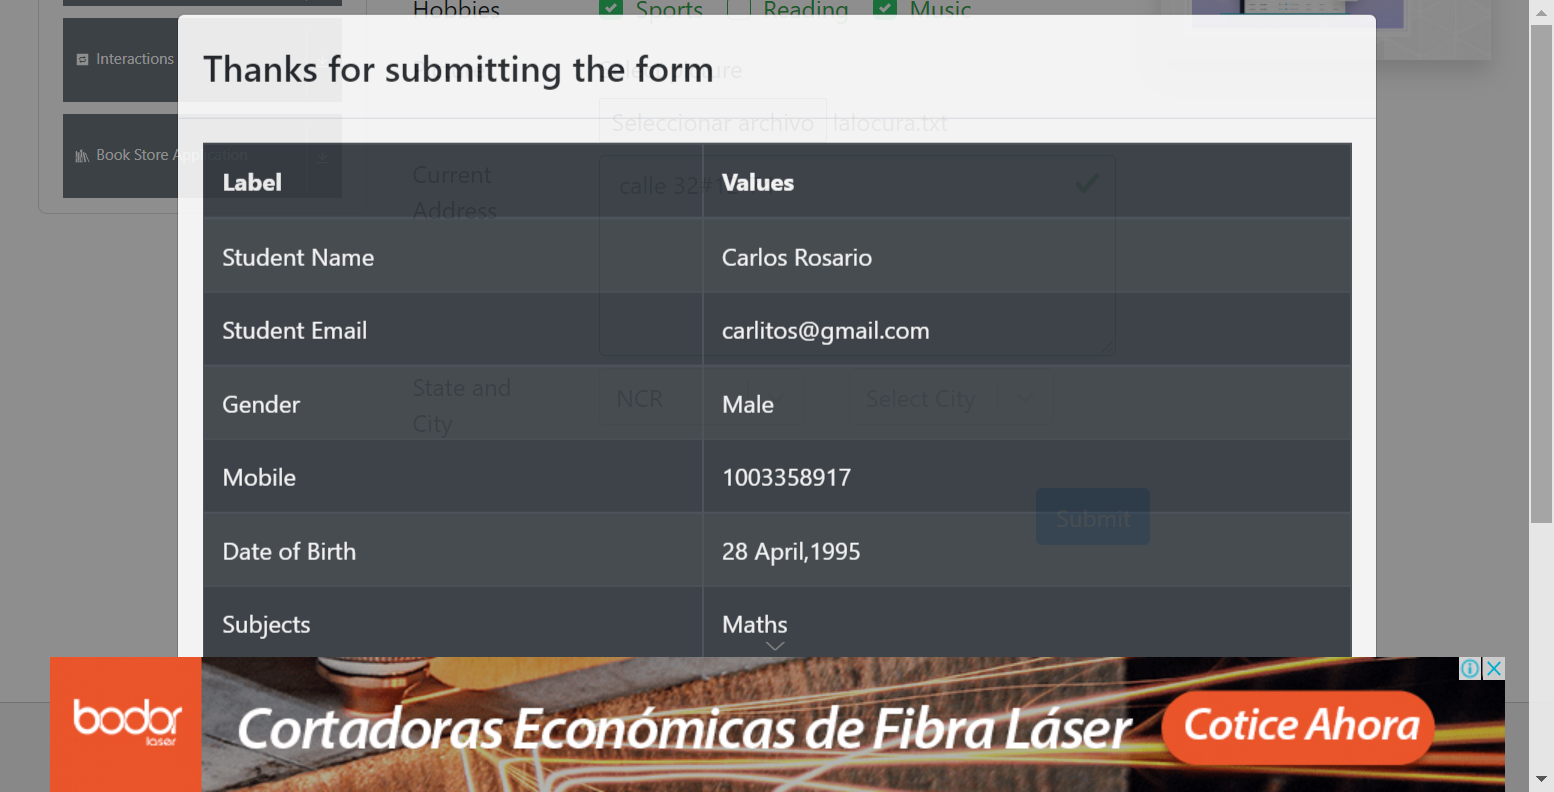 Hobbies Sports Reading Music
Interactions
Thanks for submitting the form
Seleccionar archivo lalocura.txt
Book Store Application
Current
Address
calle 32#
Label Values
Student Name Carlos Rosario
Student Email carlitos@gmail.com
State and
City
NCR Select City
Gender Male
Mobile 1003358917
Submit
Date of Birth 28 April,1995
Subjects Maths
bodor
laser
Cortadoras Económicas de Fibra Láser
Cotice Ahora